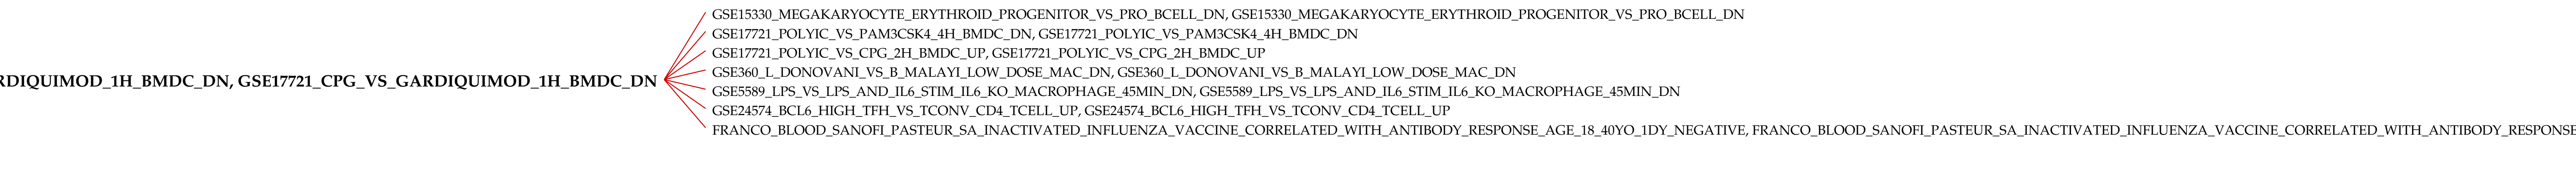 GSE15330_MEGAKARYOCYTE_ERYTHROID_PROGENITOR_VS_PRO_BCELL_DN, GSE15330_MEGAKARYOCYTE_ERYTHROID_PROGENITOR_VS_PRO_BCELL_DN
GSE17721_POLYIC_VS_PAM3CSK4_4H_BMDC_DN, GSE17721_POLYIC_VS_PAM3CSK4_4H_BMDC_DN
GSE17721_POLYIC_VS_CPG_2H_BMDC_UP, GSE17721_POLYIC_VS_CPG_2H_BMDC_UP
GSE360_L_DONOVANI_VS_B_MALAYI_LOW_DOSE_MAC_DN, GSE360_L_DONOVANI_VS_B_MALAYI_LOW_DOSE_MAC_DN
RDIQUIMOD_1H_BMDC_DN, GSE17721_CPG_VS_GARDIQUIMOD_1H_BMDC_DN
GSE5589_LPS_VS_LPS_AND_IL6_STIM_IL6_KO_MACROPHAGE_45MIN_DN, GSE5589_LPS_VS_LPS_AND_IL6_STIM_IL6_KO_MACROPHAGE_45MIN_DN
GSE24574_BCL6_HIGH_TFH_VS_TCONV_CD4_TCELL_UP, GSE24574_BCL6_HIGH_TFH_VS_TCONV_CD4_TCELL_UP
FRANCO_BLOOD_SANOFI_PASTEUR_SA_INACTIVATED_INFLUENZA_VACCINE_CORRELATED_WITH_ANTIBODY_RESPONSE_AGE_18_40YO_1DY_NEGATIVE, FRANCO_BLOOD_SANOFI_PASTEUR_SA_INACTIVATED_INFLUENZA_VACCINE_CORRELATED_WITH_ANTIBODY_RESPONSE